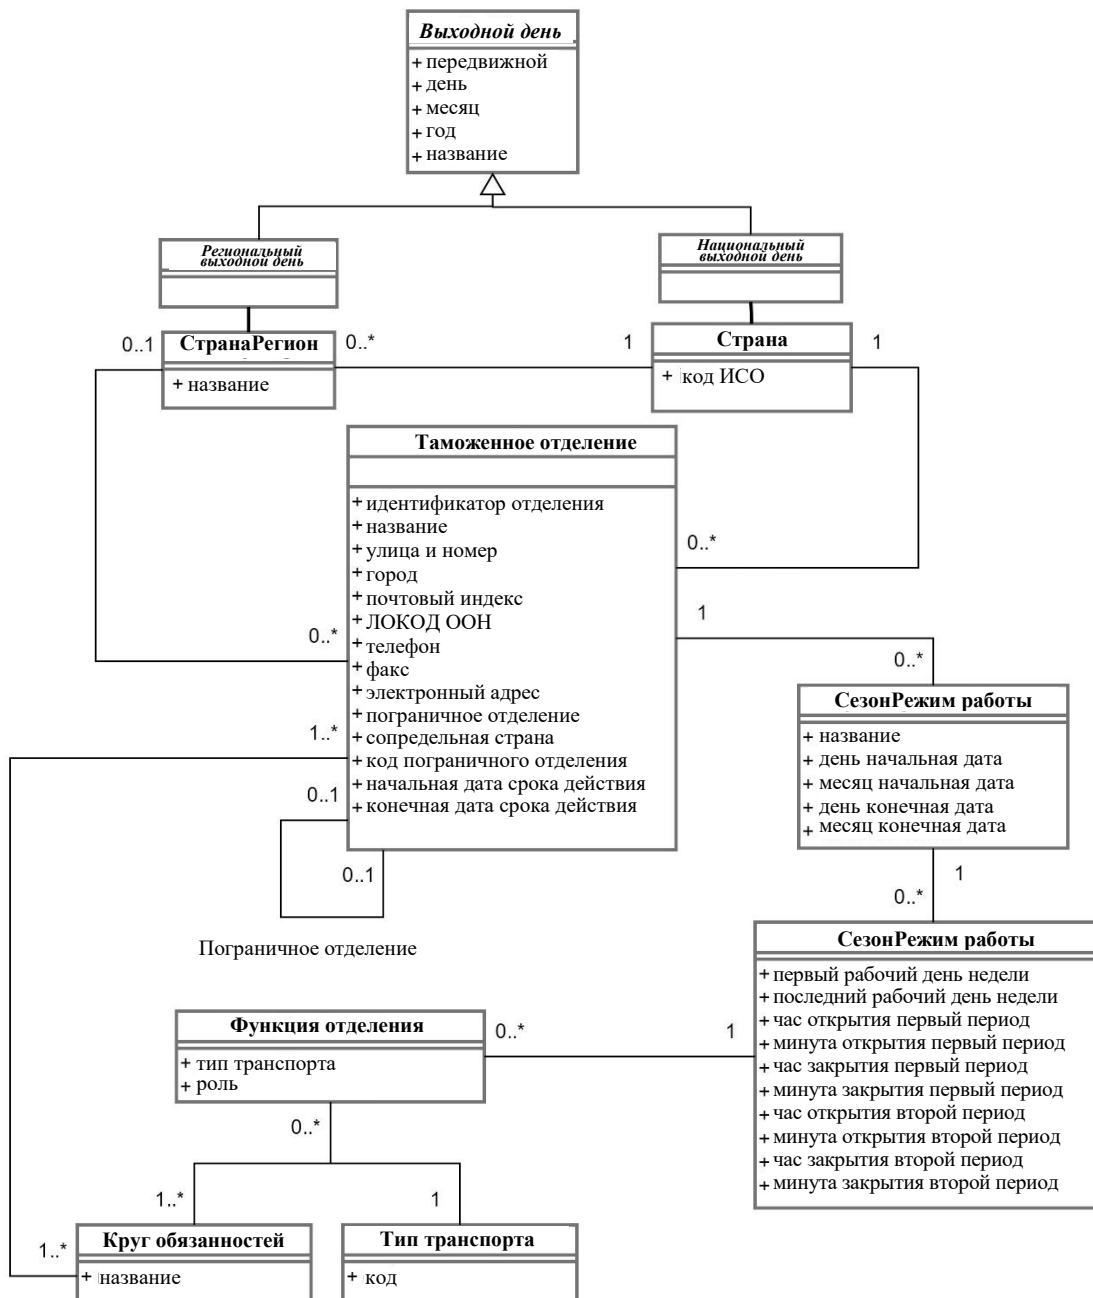 Выходной день
+ передвижной
+ день
+ месяц
+ год
+ название
Региональный
выходной день
Национальный
выходной день
0..1
СтранаРегион
0..*
1
Страна
1
+ название
+ код ИСО
Таможенное отделение
+ идентификатор отделения
+ название
+ улица и номер
+ город
+ почтовый индекс
+ ЛОКОД ООН
+ телефон
+ факс
+ электронный адрес
+ пограничное отделение
+ сопредельная страна
+ код пограничного отделения
+ начальная дата срока действия
+ конечная дата срока действия
0..*
1
0..*
0..*
1..*
0..1
0..1
Пограничное отделение
СезонРежим работы
+ название
+ день начальная дата
+ месяц начальная дата
+ день конечная дата
+ месяц конечная дата
1
0..*
СезонРежим работы
+ первый рабочий день недели
+ последний рабочий день недели
+ час открытия первый период
+ минута открытия первый период
+ час закрытия первый период
+ минута закрытия первый период
+ час открытия второй период
+ минута открытия второй период
+ час закрытия второй период
+ минута закрытия второй период
Функция отделения
+ тип транспорта
+ роль
0..*
1
0..*
1..*
1
1..*
Круг обязанностей
+ название
Тип транспорта
+ код